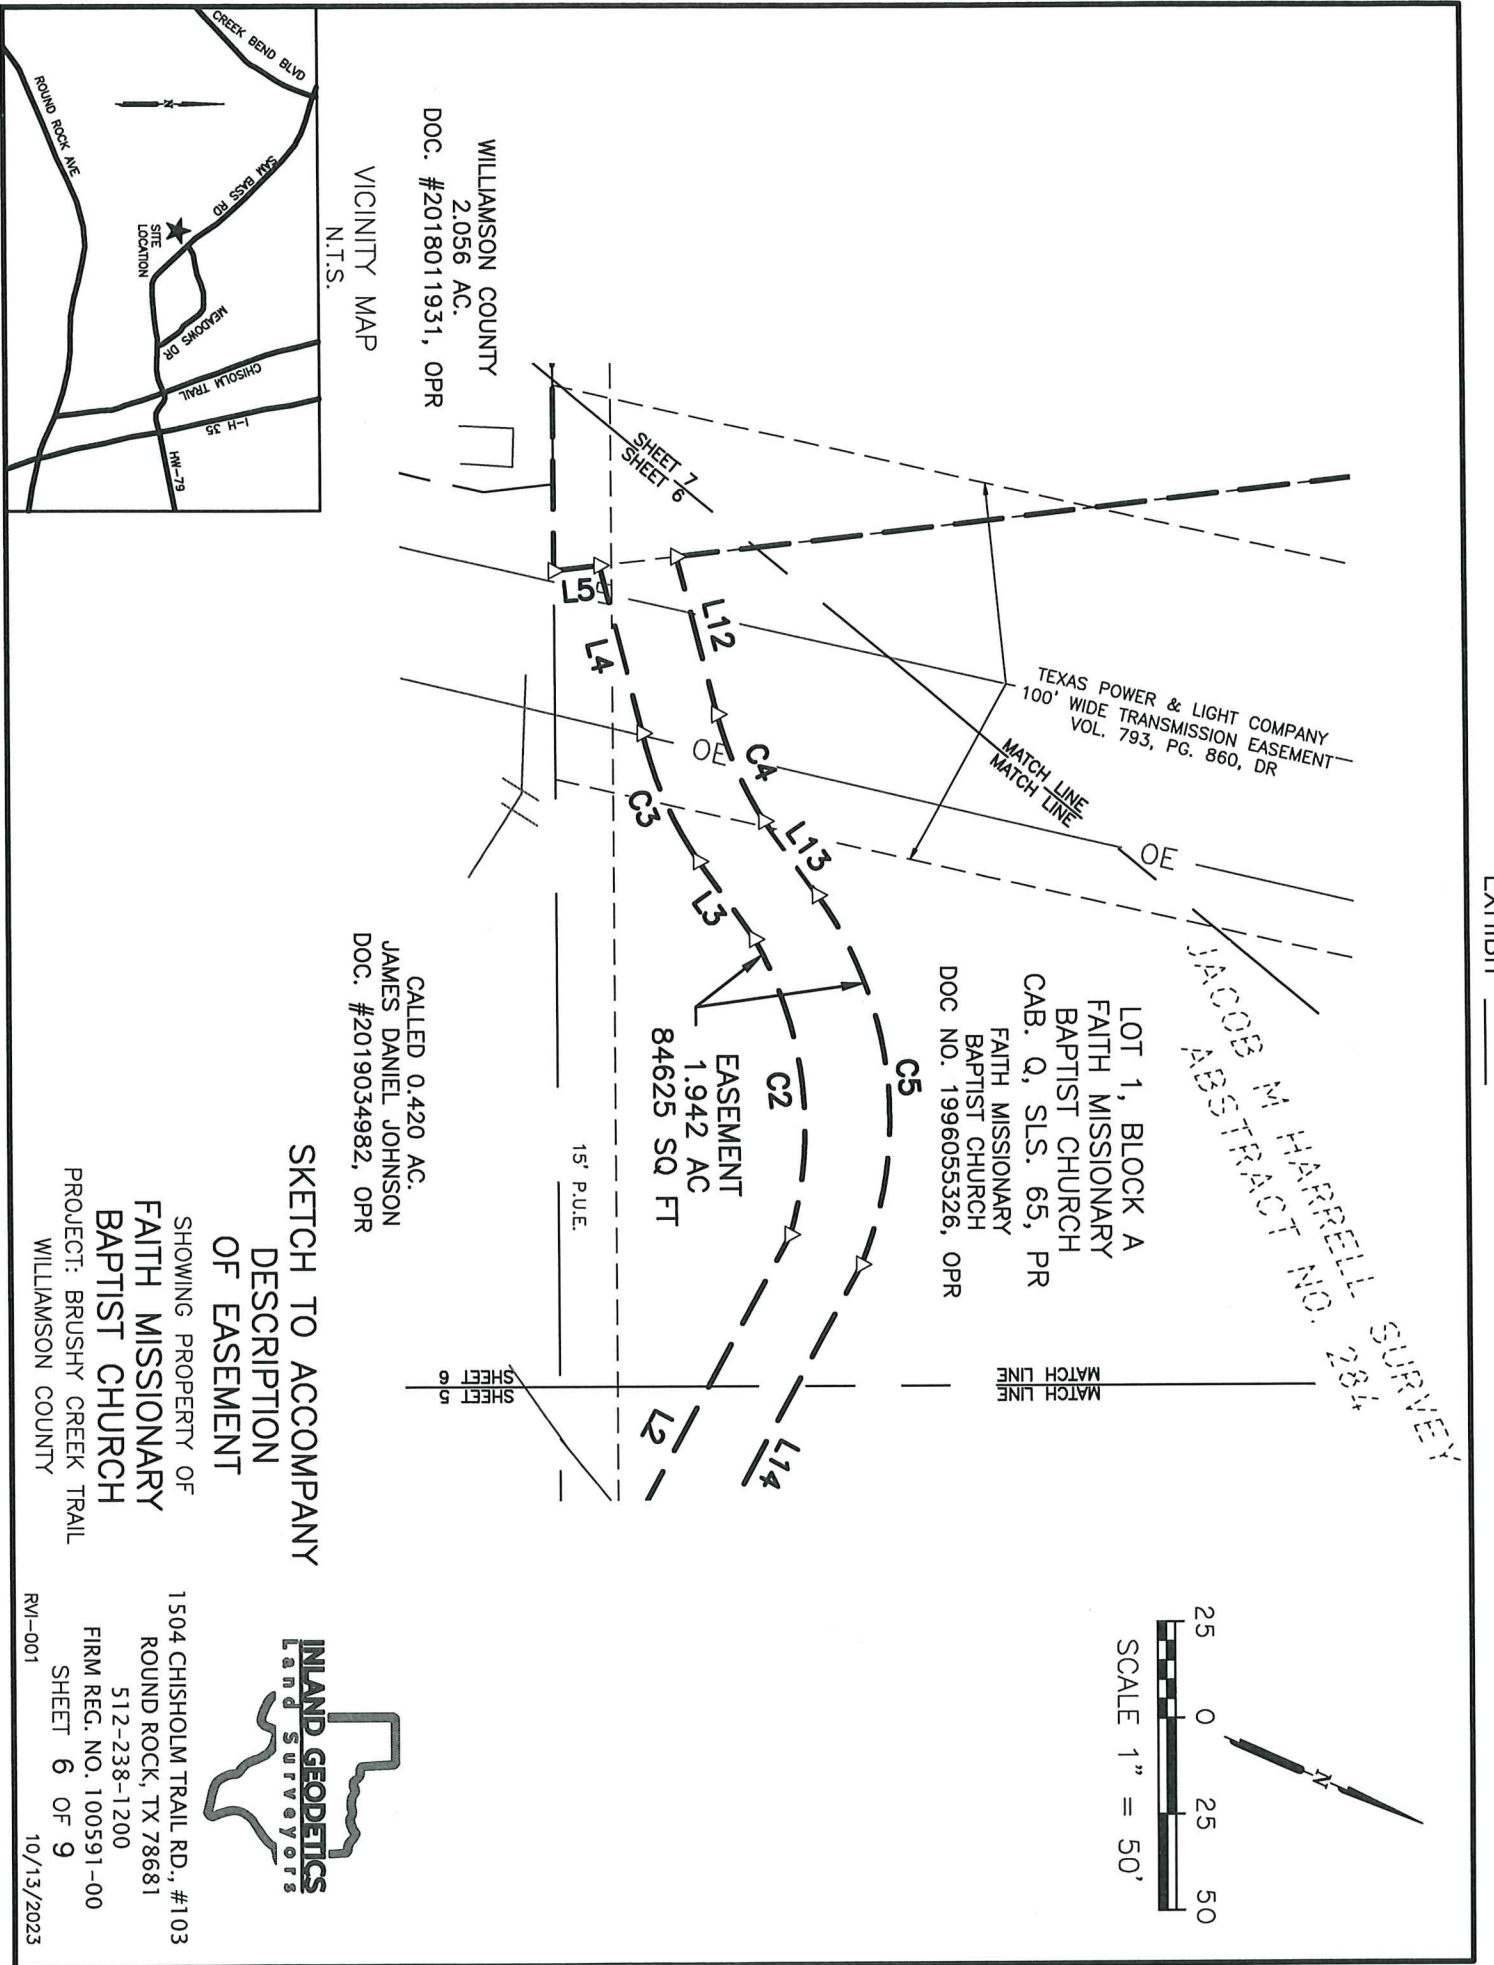 EXHIBIT
JACOB M HARRELL SURVEY
ABSTRACT NO. 284
25 0 25 50
SCALE 1" = 50'
N
TEXAS POWER & LIGHT COMPANY
100' WIDE TRANSMISSION EASEMENT
VOL. 793, PG. 860, DR
OE
MATCH LINE
MATCH LINE
SHEET 7
SHEET 6
LOT 1, BLOCK A
FAITH MISSIONARY
BAPTIST CHURCH
CAB. Q, SLS. 65, PR
FAITH MISSIONARY
BAPTIST CHURCH
DOC NO. 1996055326, OPR
MATCH LINE
MATCH LINE
SHEET 6
SHEET 5
L12
C4
L13
C5
L14
L5
L4
OE
C3
L3
C2
L2
EASEMENT
1.942 AC
84625 SQ FT
15' P.U.E.
WILLIAMSON COUNTY
2.056 AC.
DOC. #2018011931, OPR
CALLED 0.420 AC.
JAMES DANIEL JOHNSON
DOC. #2019034982, OPR
VICINITY MAP
N.T.S.
CREEK BEND BLVD
ROUND ROCK AVE
N
SAM BASS RD
SITE
LOCATION
MEADOWS DR
CHISOLM TRAIL
I-H 35
HW-79
SKETCH TO ACCOMPANY
DESCRIPTION
OF EASEMENT
SHOWING PROPERTY OF
FAITH MISSIONARY
BAPTIST CHURCH
PROJECT: BRUSHY CREEK TRAIL
WILLIAMSON COUNTY
INLAND GEODETICS
Land Surveyors
1504 CHISHOLM TRAIL RD., #103
ROUND ROCK, TX 78681
512-238-1200
FIRM REG. NO. 100591-00
SHEET 6 OF 9
RVI-001
10/13/2023